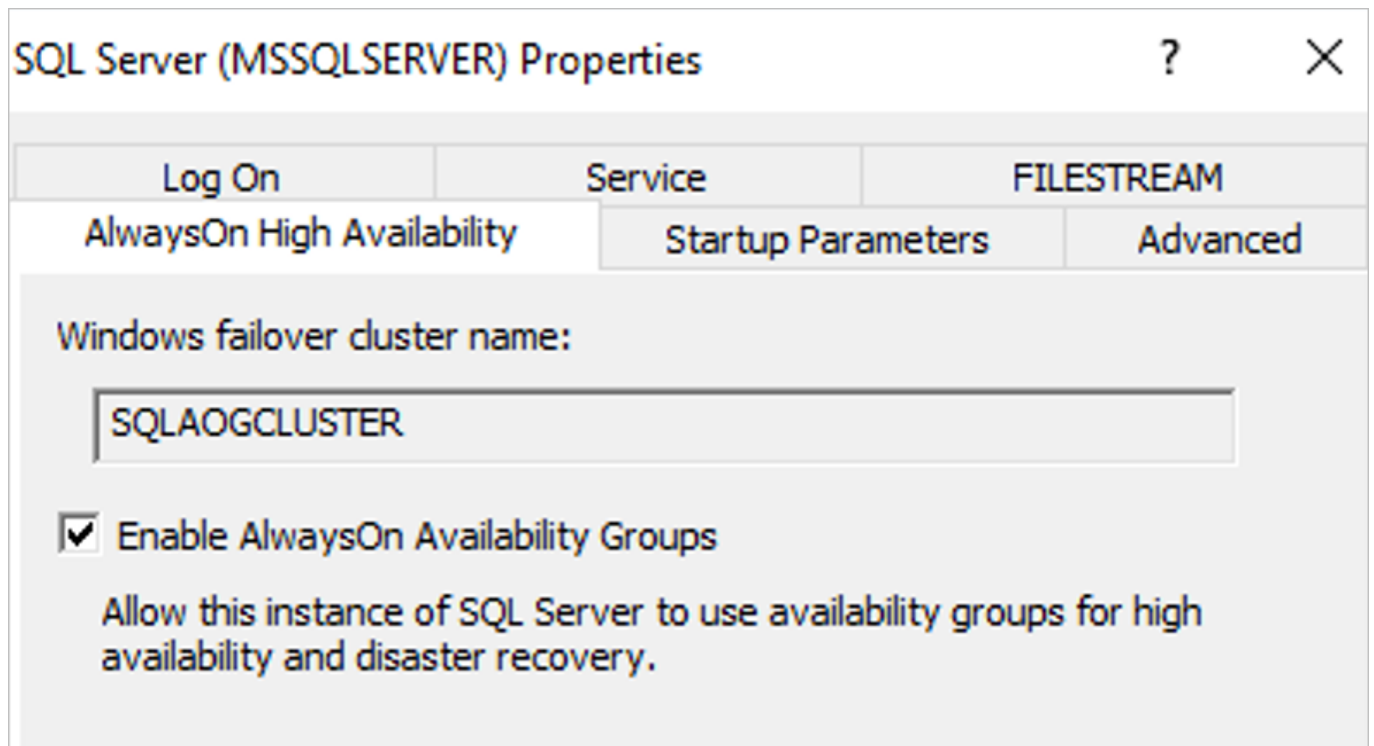 SQL Server (MSSQLSERVER) Properties ?
Log On Service FILESTREAM
AlwaysOn High Availability Startup Parameters Advanced
Windows failover cluster name:
SQLAOGCLUSTER
Enable AlwaysOn Availability Groups
Allow this instance of SQL Server to use availability groups for high
availability and disaster recovery.